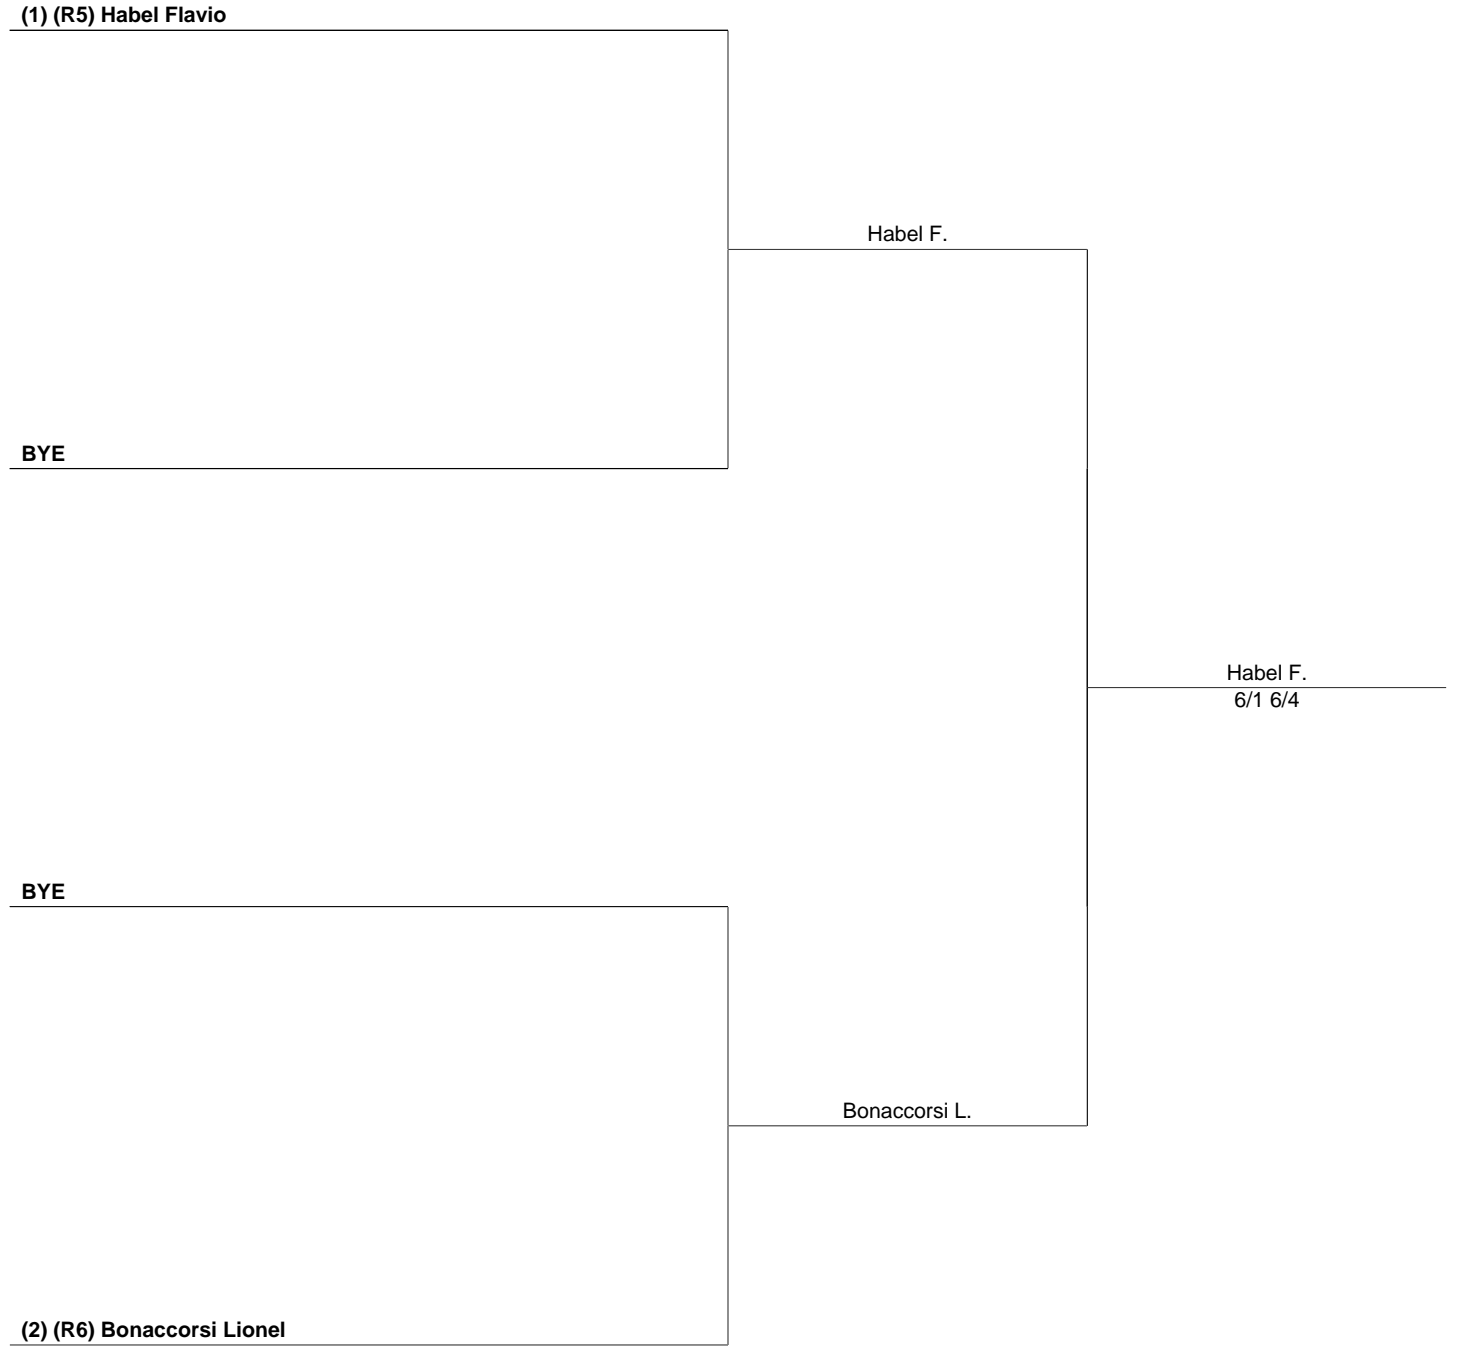 (1) (R5) Habel Flavio
Habel F.
BYE
Habel F.
6/1 6/4
BYE
Bonaccorsi L.
(2) (R6) Bonaccorsi Lionel